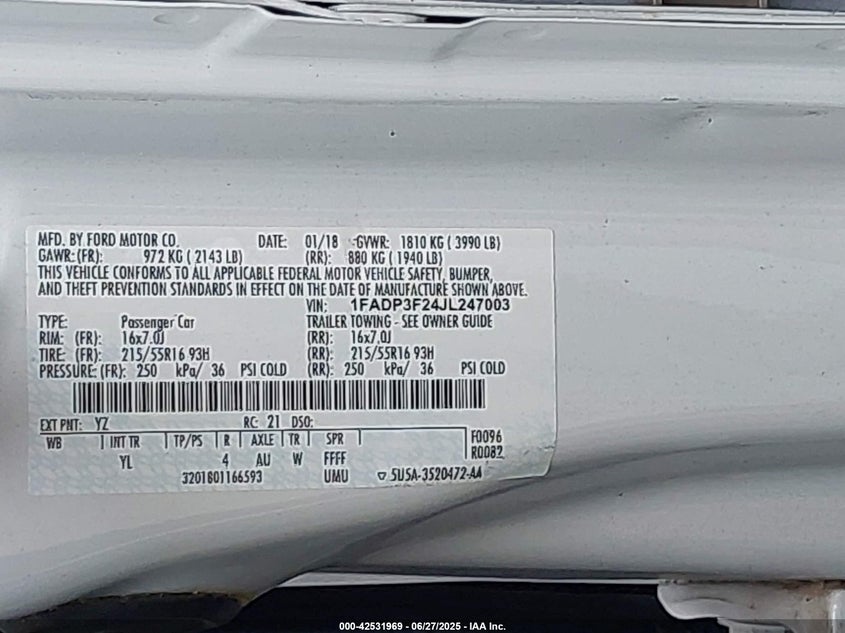 MFD. BY FORD MOTOR CO. DATE: 01/18 GVWR: 1810 KG ( 3990 LB)
GAWR:(FR): 972 KG ( 2143 LB) (RR): 880 KG ( 1940 LB)
THIS VEHICLE CONFORMS TO ALL APPLICABLE FEDERAL MOTOR VEHICLE SAFETY, BUMPER,
AND THEFT PREVENTION STANDARDS IN EFFECT ON THE DATE OF MANUFACTURE SHOWN ABOVE.
VIN: 1FADP3F24JL247003
TYPE: Passenger Car TRAILER TOWING - SEE OWNER GUIDE
RIM: (FR): 16x7.0J (RR): 16x7.0J
TIRE: (FR): 215/55R16 93H (RR): 215/55R16 93H
PRESSURE:(FR): 250 kPa/ 36 PSI COLD (RR): 250 kPa/ 36 PSI COLD
EXT PNT: YZ RC: 21 DSO:
WB INT TR TP/PS R AXLE TR SPR F0096
R0082
YL 4 AU W FFFF
3201801166593 UMU 5U5A-3520472-AA
000-42531969 - 06/27/2025 - IAA Inc.